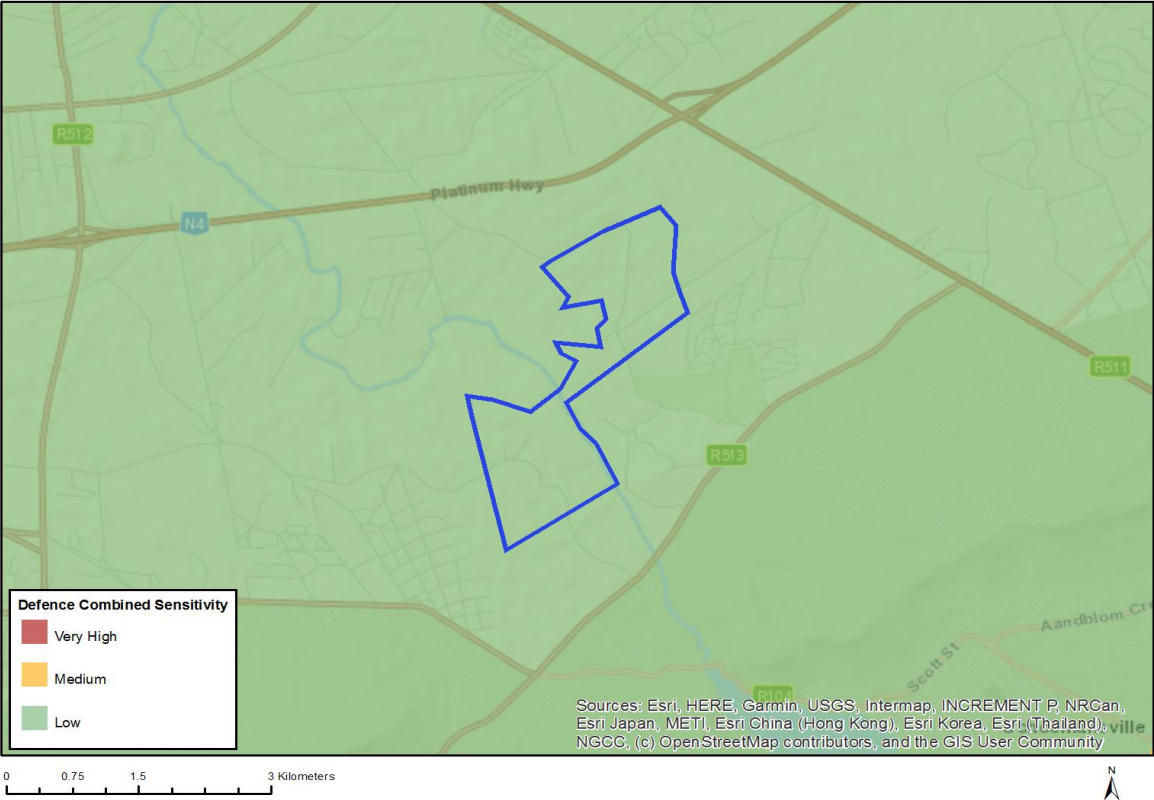 R512
Platinum Hwy
N4
R511
R513
Aandblom Cre
Scott St
R104
ville
Defence Combined Sensitivity
Very High
Medium
Low
Sources: Esri, HERE, Garmin, USGS, Intermap, INCREMENT P, NRCan,
Esri Japan, METI, Esri China (Hong Kong), Esri Korea, Esri (Thailand),
NGCC, (c) OpenStreetMap contributors, and the GIS User Community
0 0.75 1.5 3 Kilometers
N